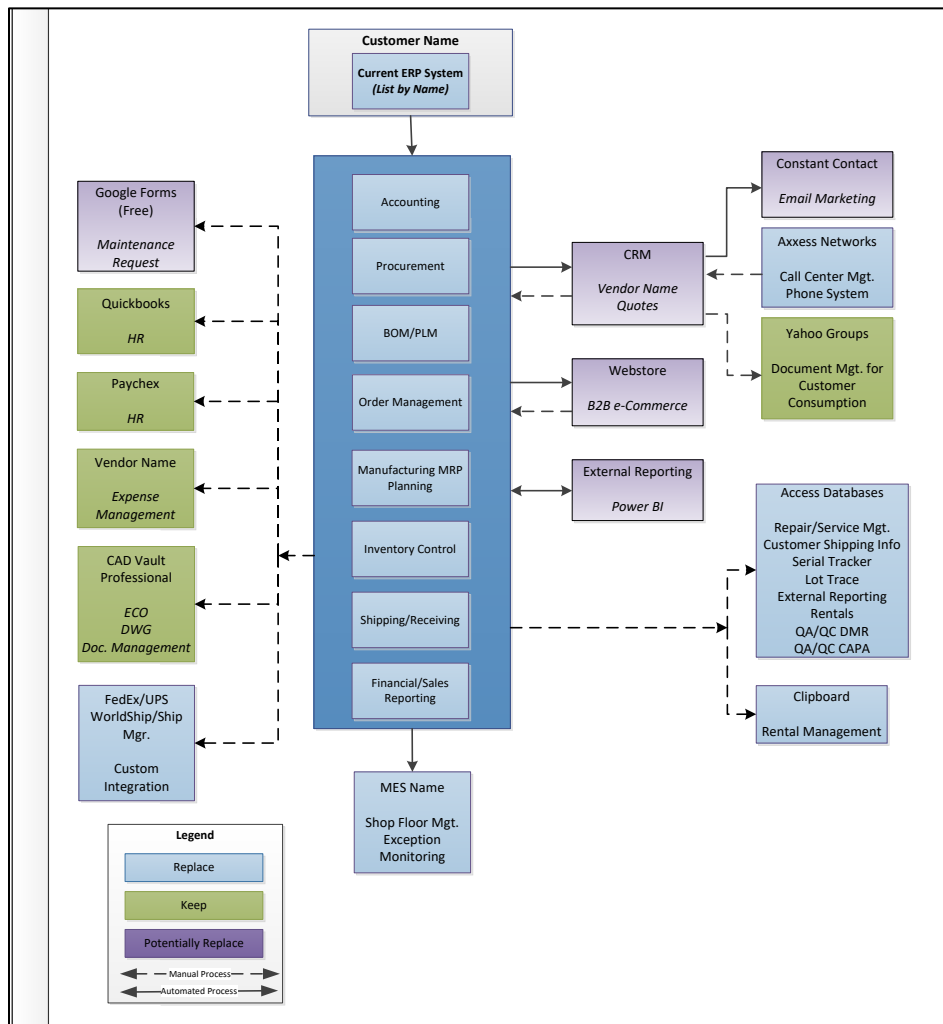 Customer Name
Current ERP System
(List by Name)
Accounting
Procurement
BOM/PLM
Order Management
Manufacturing MRP
Planning
Inventory Control
Shipping/Receiving
Financial/Sales
Reporting
Google Forms
(Free)
Maintenance
Request
Quickbooks
HR
Paychex
HR
Vendor Name
Expense
Management
CAD Vault
Professional
ECO
DWG
Doc. Management
FedEx/UPS
WorldShip/Ship
Mgr.
Custom
Integration
CRM
Vendor Name
Quotes
Webstore
B2B e-Commerce
External Reporting
Power BI
Constant Contact
Email Marketing
Axxess Networks
Call Center Mgt.
Phone System
Yahoo Groups
Document Mgt. for
Customer
Consumption
Access Databases
Repair/Service Mgt.
Customer Shipping Info
Serial Tracker
Lot Trace
External Reporting
Rentals
QA/QC DMR
QA/QC CAPA
Clipboard
Rental Management
MES Name
Shop Floor Mgt.
Exception
Monitoring
Legend
Replace
Keep
Potentially Replace
Manual Process
Automated Process